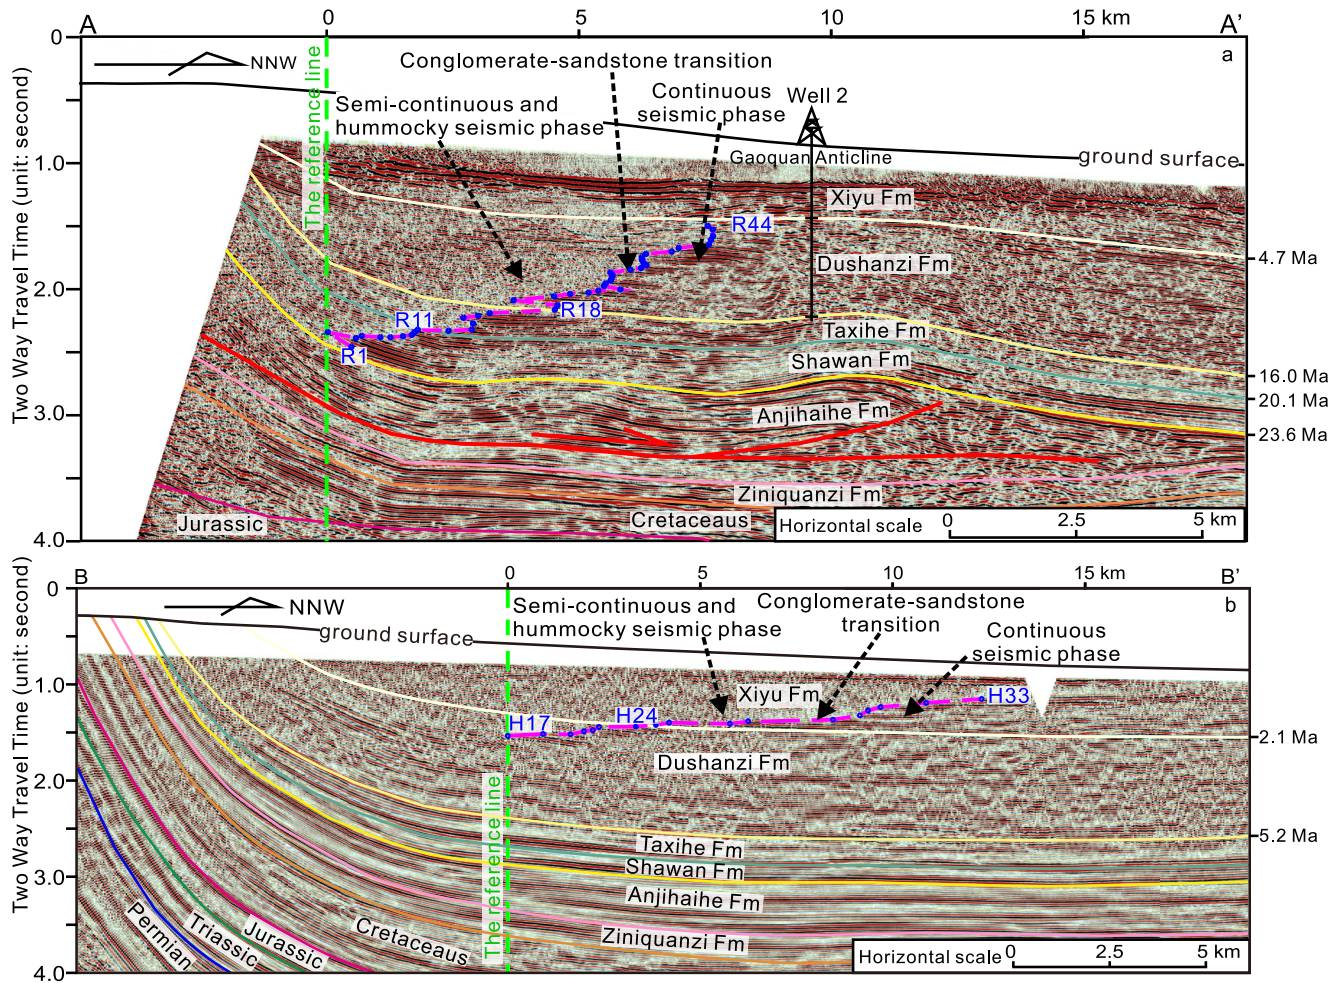 A
0
5
10
15 km
A’
a
0
1.0
2.0
3.0
4.0
Two Way Travel Time (unit: second)
NNW
The reference line
Conglomerate-sandstone transition
Semi-continuous and
hummocky seismic phase
Continuous
seismic phase
Well 2
Gaoquan Anticline
ground surface
Xiyu Fm
R44
Dushanzi Fm
4.7 Ma
R18
R11
R1
Taxihe Fm
Shawan Fm
16.0 Ma
20.1 Ma
Anjihaihe Fm
23.6 Ma
Ziniquanzi Fm
Cretaceaus
Jurassic
Horizontal scale
0
2.5
5 km
B
0
5
10
15 km
B’
b
0
1.0
2.0
3.0
4.0
Two Way Travel Time (unit: second)
NNW
ground surface
Semi-continuous and
hummocky seismic phase
Conglomerate-sandstone
transition
Continuous
seismic phase
Xiyu Fm
H17
H24
H33
2.1 Ma
Dushanzi Fm
The reference line
5.2 Ma
Taxihe Fm
Shawan Fm
Anjihaihe Fm
Ziniquanzi Fm
Cretaceaus
Jurassic
Triassic
Permian
Horizontal scale
0
2.5
5 km